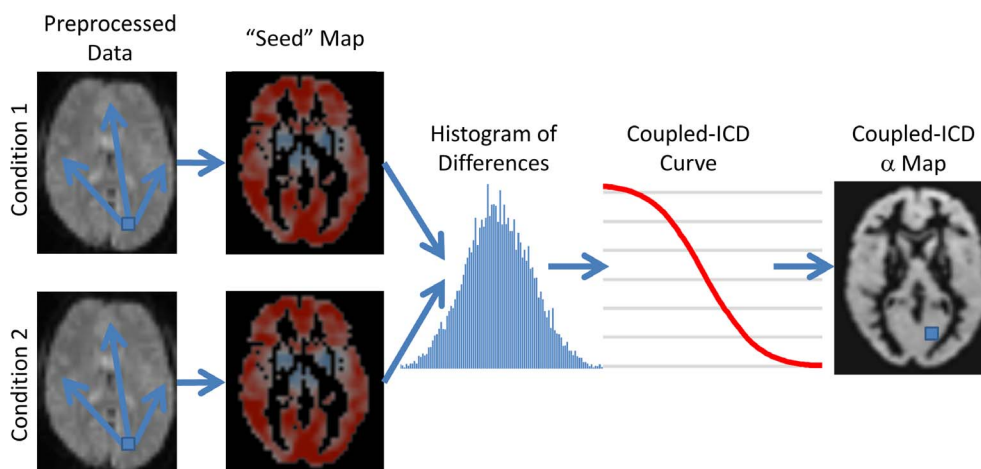 Preprocessed
Data
“Seed” Map
Condition 1
Histogram of
Differences
Coupled-ICD
Curve
Coupled-ICD
α Map
Condition 2